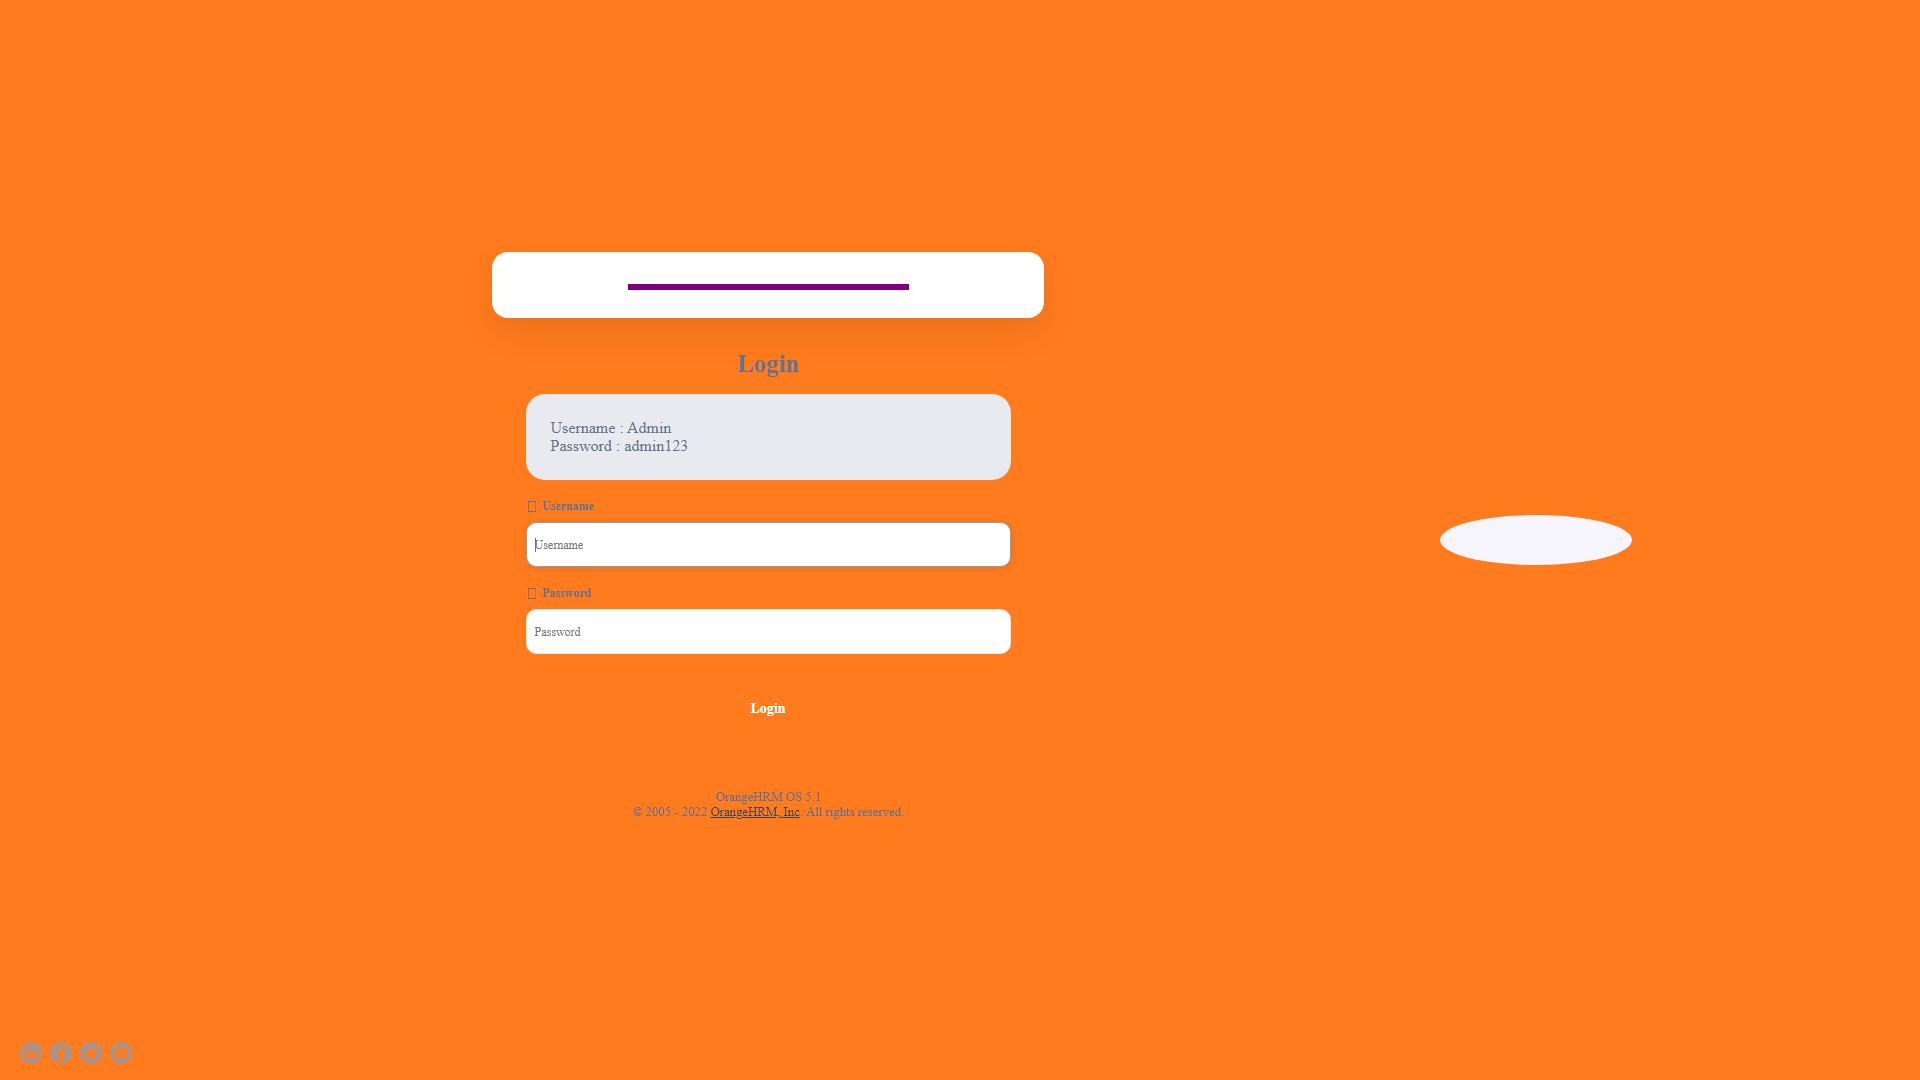 Login
Username : Admin
Password : admin123
Username
Username
Password
Password
Login
OrangeHRM OS 5.1
© 2005 - 2022 OrangeHRM, Inc. All rights reserved.